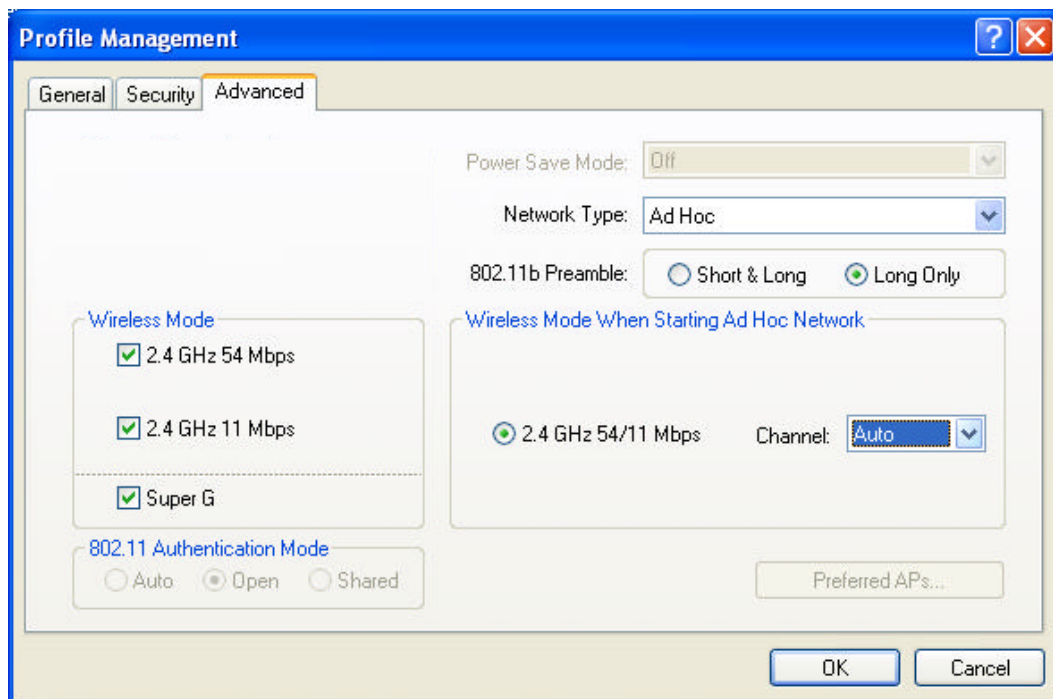 Profile Management
General Security Advanced
Power Save Mode: Off
Network Type: Ad Hoc
802.11b Preamble: Short & Long Long Only
Wireless Mode
2.4 GHz 54 Mbps
2.4 GHz 11 Mbps
Super G
Wireless Mode When Starting Ad Hoc Network
2.4 GHz 54/11 Mbps Channel: Auto
802.11 Authentication Mode
Auto Open Shared
Preferred APs...
OK Cancel